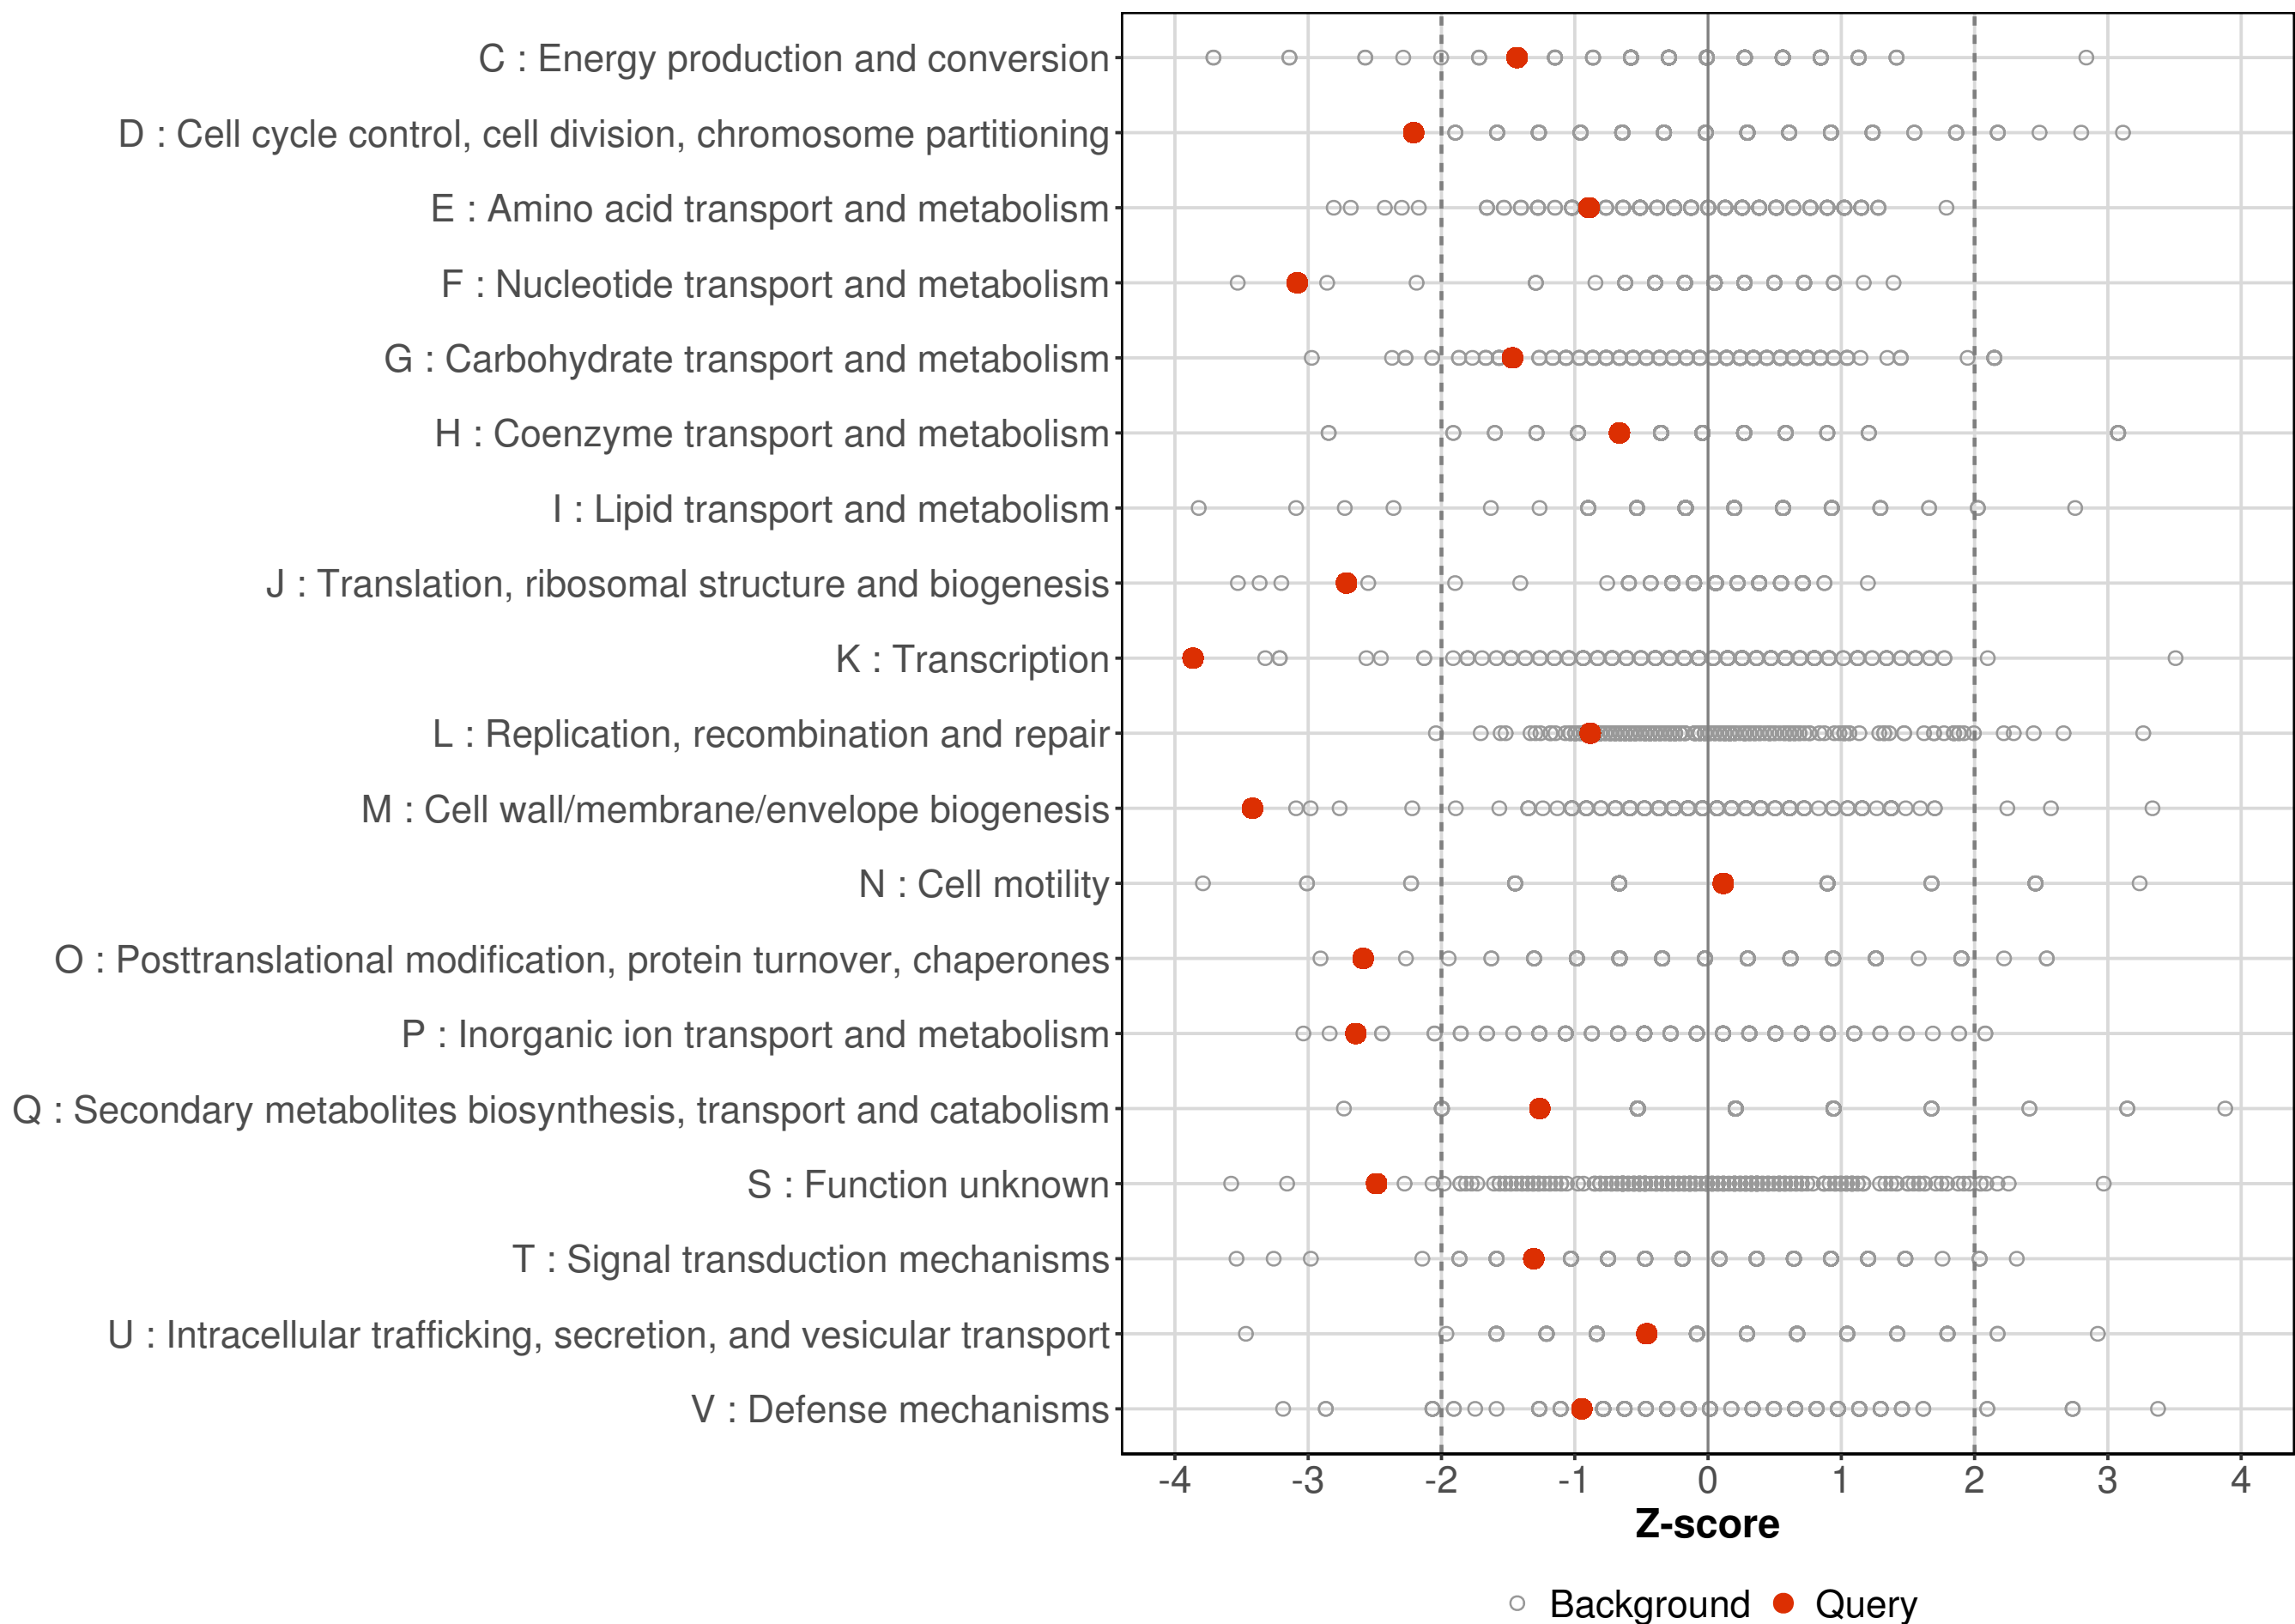 C : Energy production and conversion
D : Cell cycle control, cell division, chromosome partitioning
E : Amino acid transport and metabolism
F : Nucleotide transport and metabolism
G : Carbohydrate transport and metabolism
H : Coenzyme transport and metabolism
I : Lipid transport and metabolism
J : Translation, ribosomal structure and biogenesis
K : Transcription
L : Replication, recombination and repair
M : Cell wall/membrane/envelope biogenesis
N : Cell motility
O : Posttranslational modification, protein turnover, chaperones
P : Inorganic ion transport and metabolism
Q : Secondary metabolites biosynthesis, transport and catabolism
S : Function unknown
T : Signal transduction mechanisms
U : Intracellular trafficking, secretion, and vesicular transport
V : Defense mechanisms
-4 -3 -2 -1 0 1 2 3 4
Z-score
Background Query